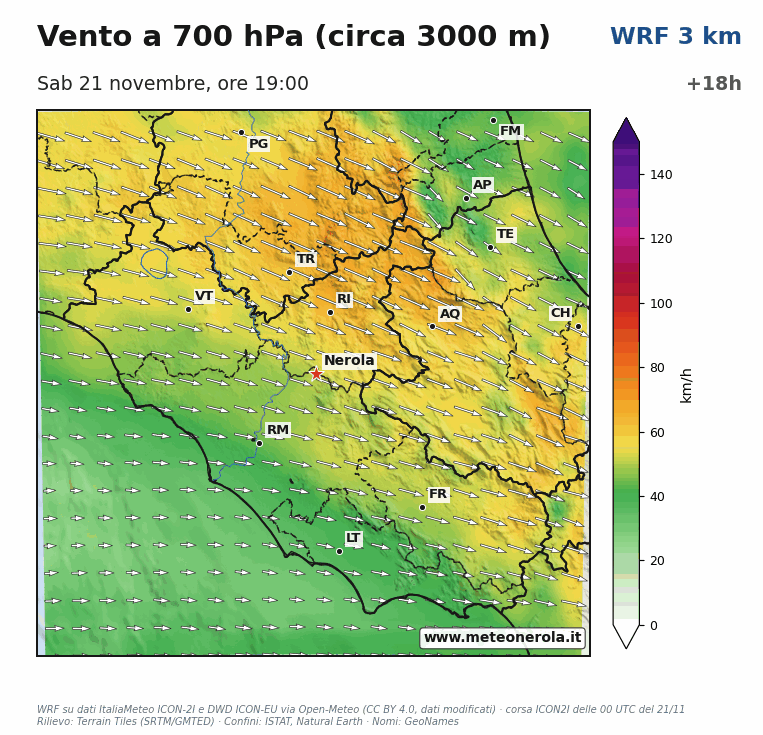 Vento a 700 hPa (circa 3000 m)
WRF 3 km
Sab 21 novembre, ore 19:00
+18h
FM
PG
AP
TE
TR
VT
RI
AQ
CH
Nerola
RM
FR
LT
www.meteonerola.it
140
120
100
80
60
40
20
0
km/h
WRF su dati ItaliaMeteo ICON-2I e DWD ICON-EU via Open-Meteo (CC BY 4.0, dati modificati) · corsa ICON2I delle 00 UTC del 21/11
Rilievo: Terrain Tiles (SRTM/GMTED) · Confini: ISTAT, Natural Earth · Nomi: GeoNames